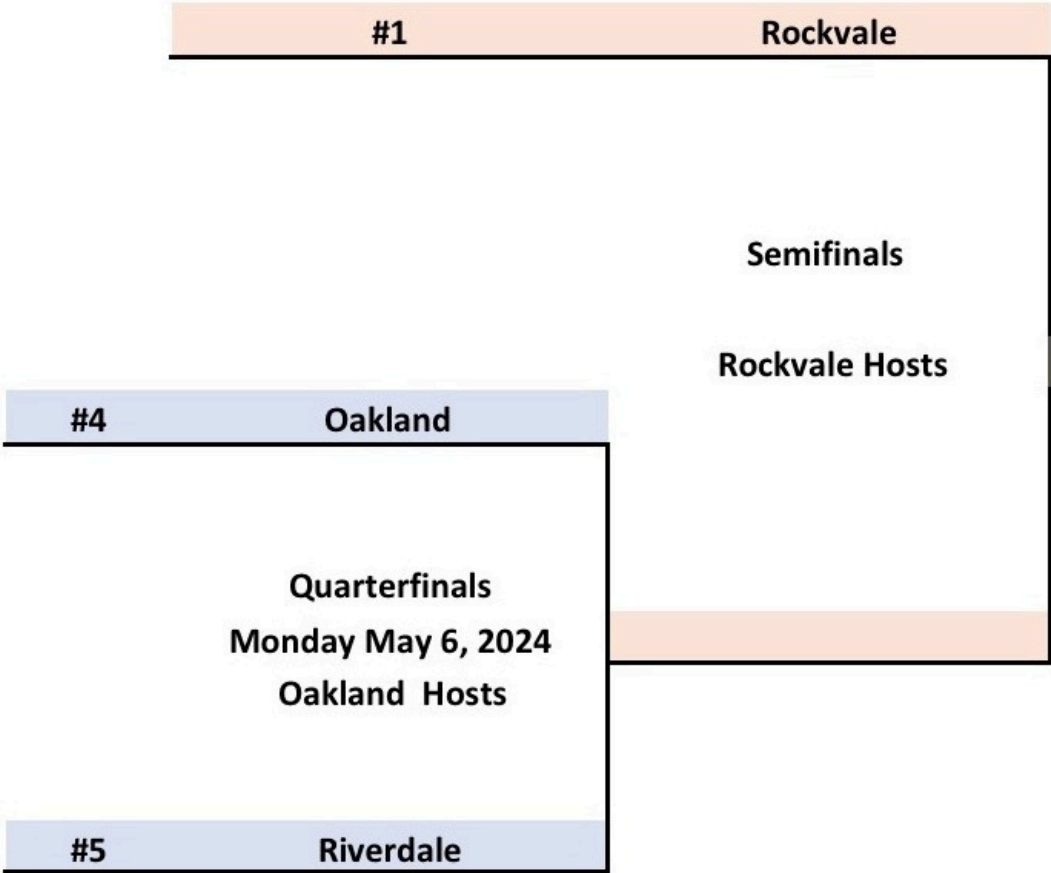 #1 Rockvale
Semifinals
Rockvale Hosts
#4 Oakland
Quarterfinals
Monday May 6, 2024
Oakland Hosts
#5 Riverdale